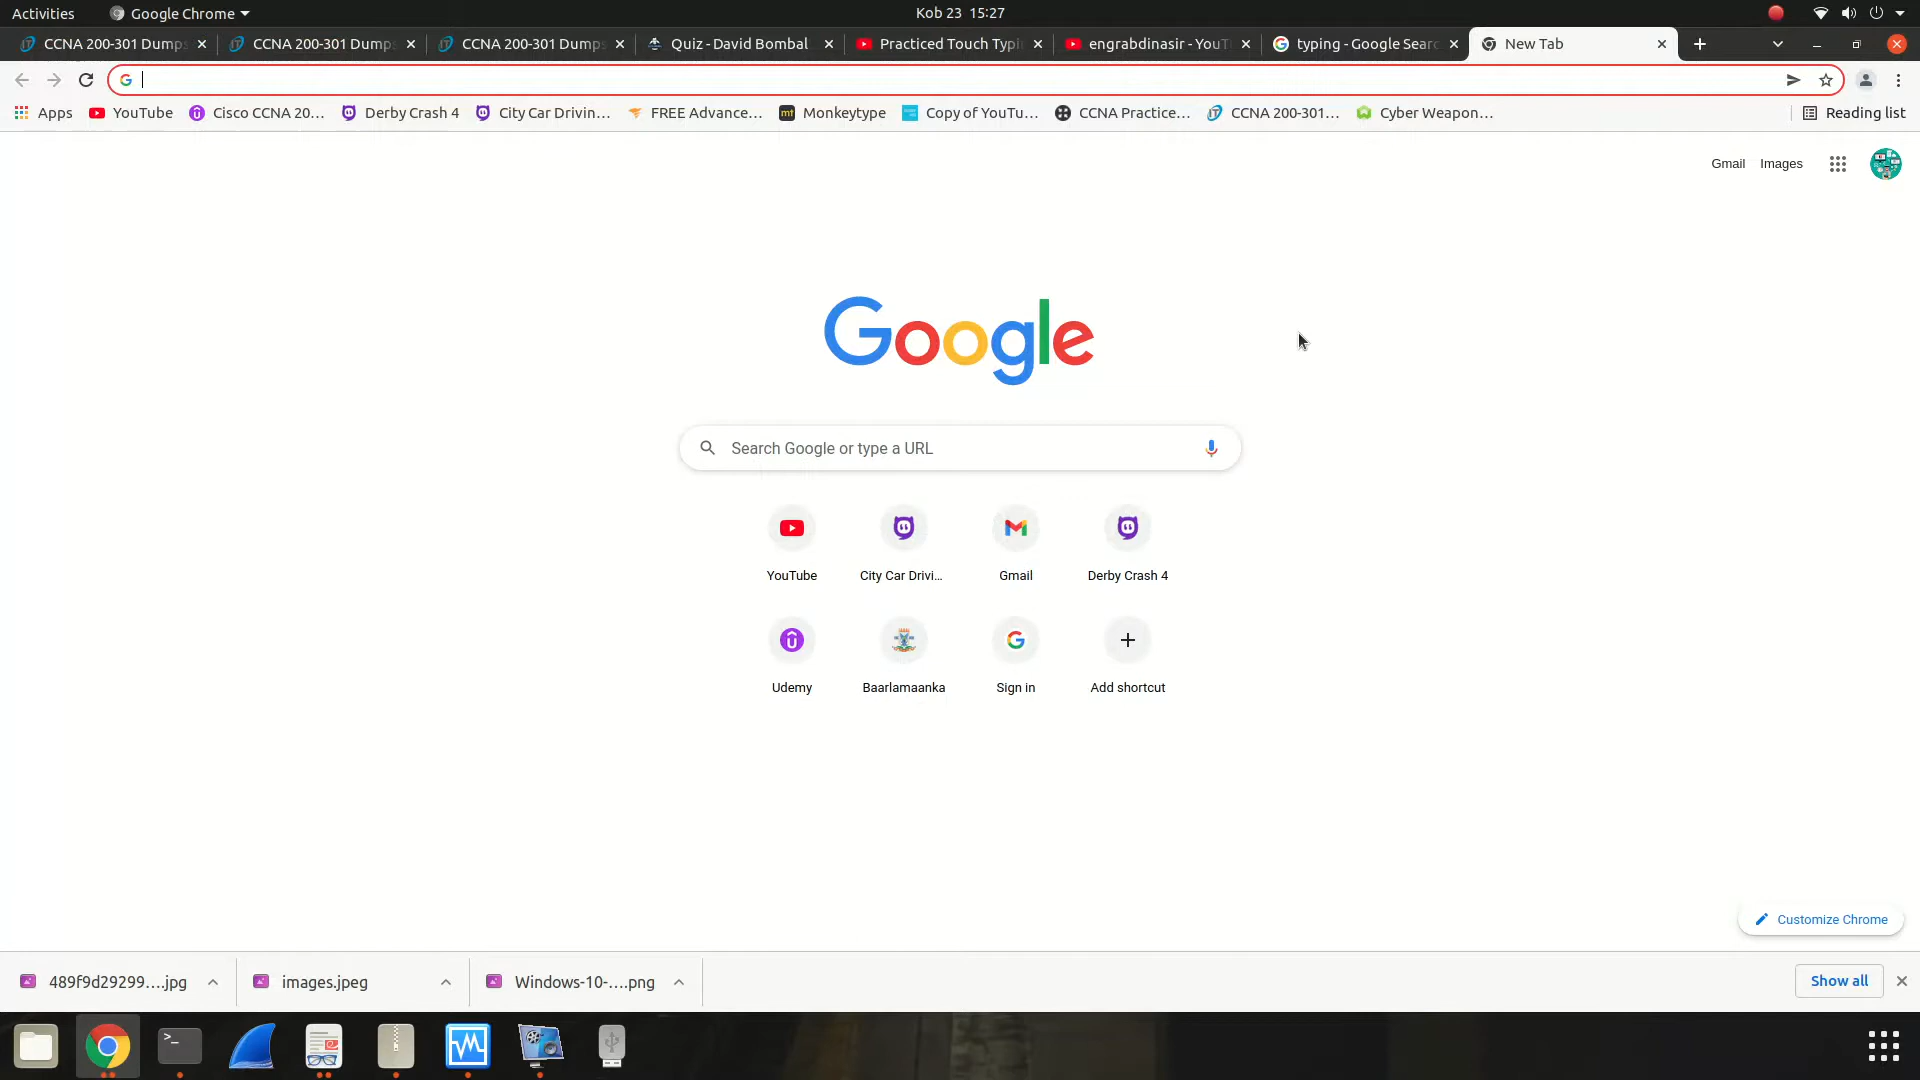 Activities Google Chrome Kob 23 15:27
CCNA 200-301 Dumps CCNA 200-301 Dumps CCNA 200-301 Dumps Quiz - David Bombal Practiced Touch Typi engrabdinasir - YouT typing - Google Searc New Tab
Apps YouTube Cisco CCNA 20... Derby Crash 4 City Car Drivin... FREE Advance... mt Monkeytype Copy of YouTu... CCNA Practice... CCNA 200-301... Cyber Weapon... Reading list
Gmail Images
Google
Search Google or type a URL
YouTube City Car Drivi... Gmail Derby Crash 4
Udemy Baarlamaanka Sign in Add shortcut
Customize Chrome
489f9d29299....jpg images.jpeg Windows-10-....png Show all